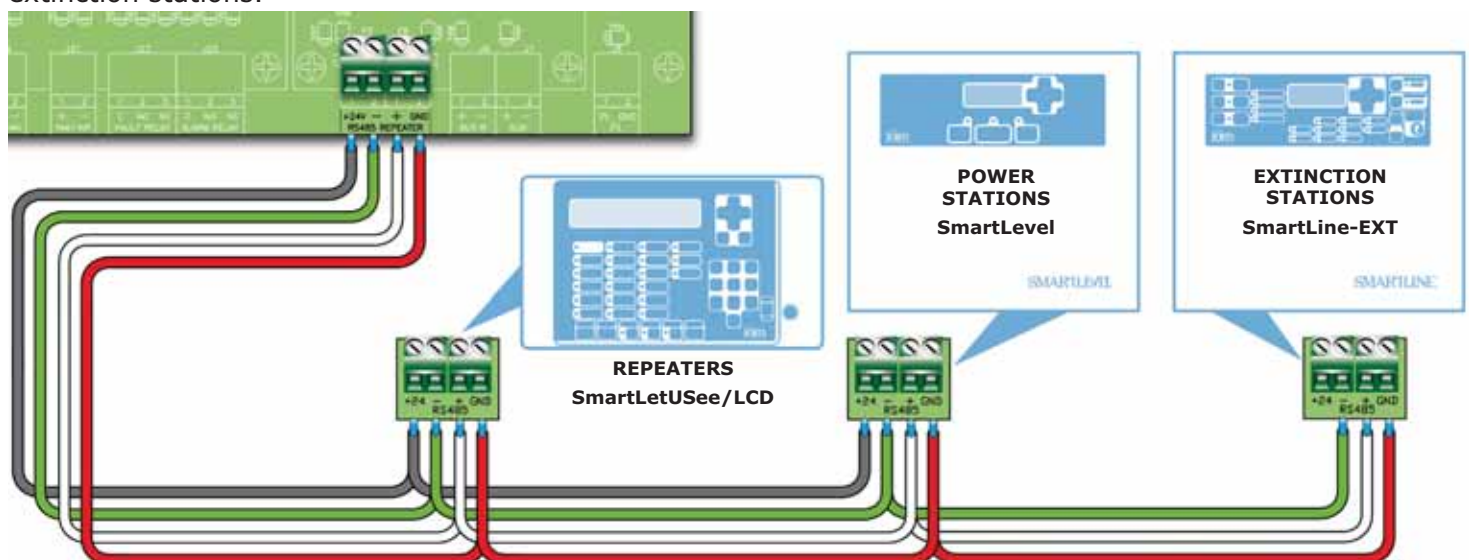 extinction stations.
FAULT RELAY
ALARM RELAY
+24V - + GND
RS485 REPEATER
POWER
STATIONS
SmartLevel
SMARTLEVEL
EXTINCTION
STATIONS
SmartLine-EXT
SMARTLINE
REPEATERS
SmartLetUSee/LCD
+24 - + GND
RS485
+24 - + GND
RS485
+24 - + GND
RS485